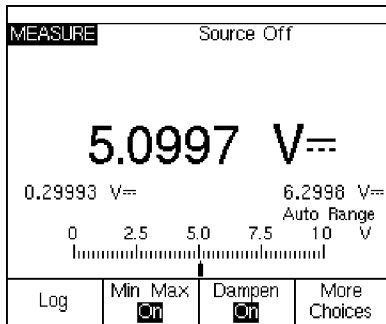 MEASURE Source Off
5.0997 V⎓
0.29993 V⎓ 6.2998 V⎓
Auto Range
0 2.5 5.0 7.5 10 V
Log Min Max On Dampen On More Choices